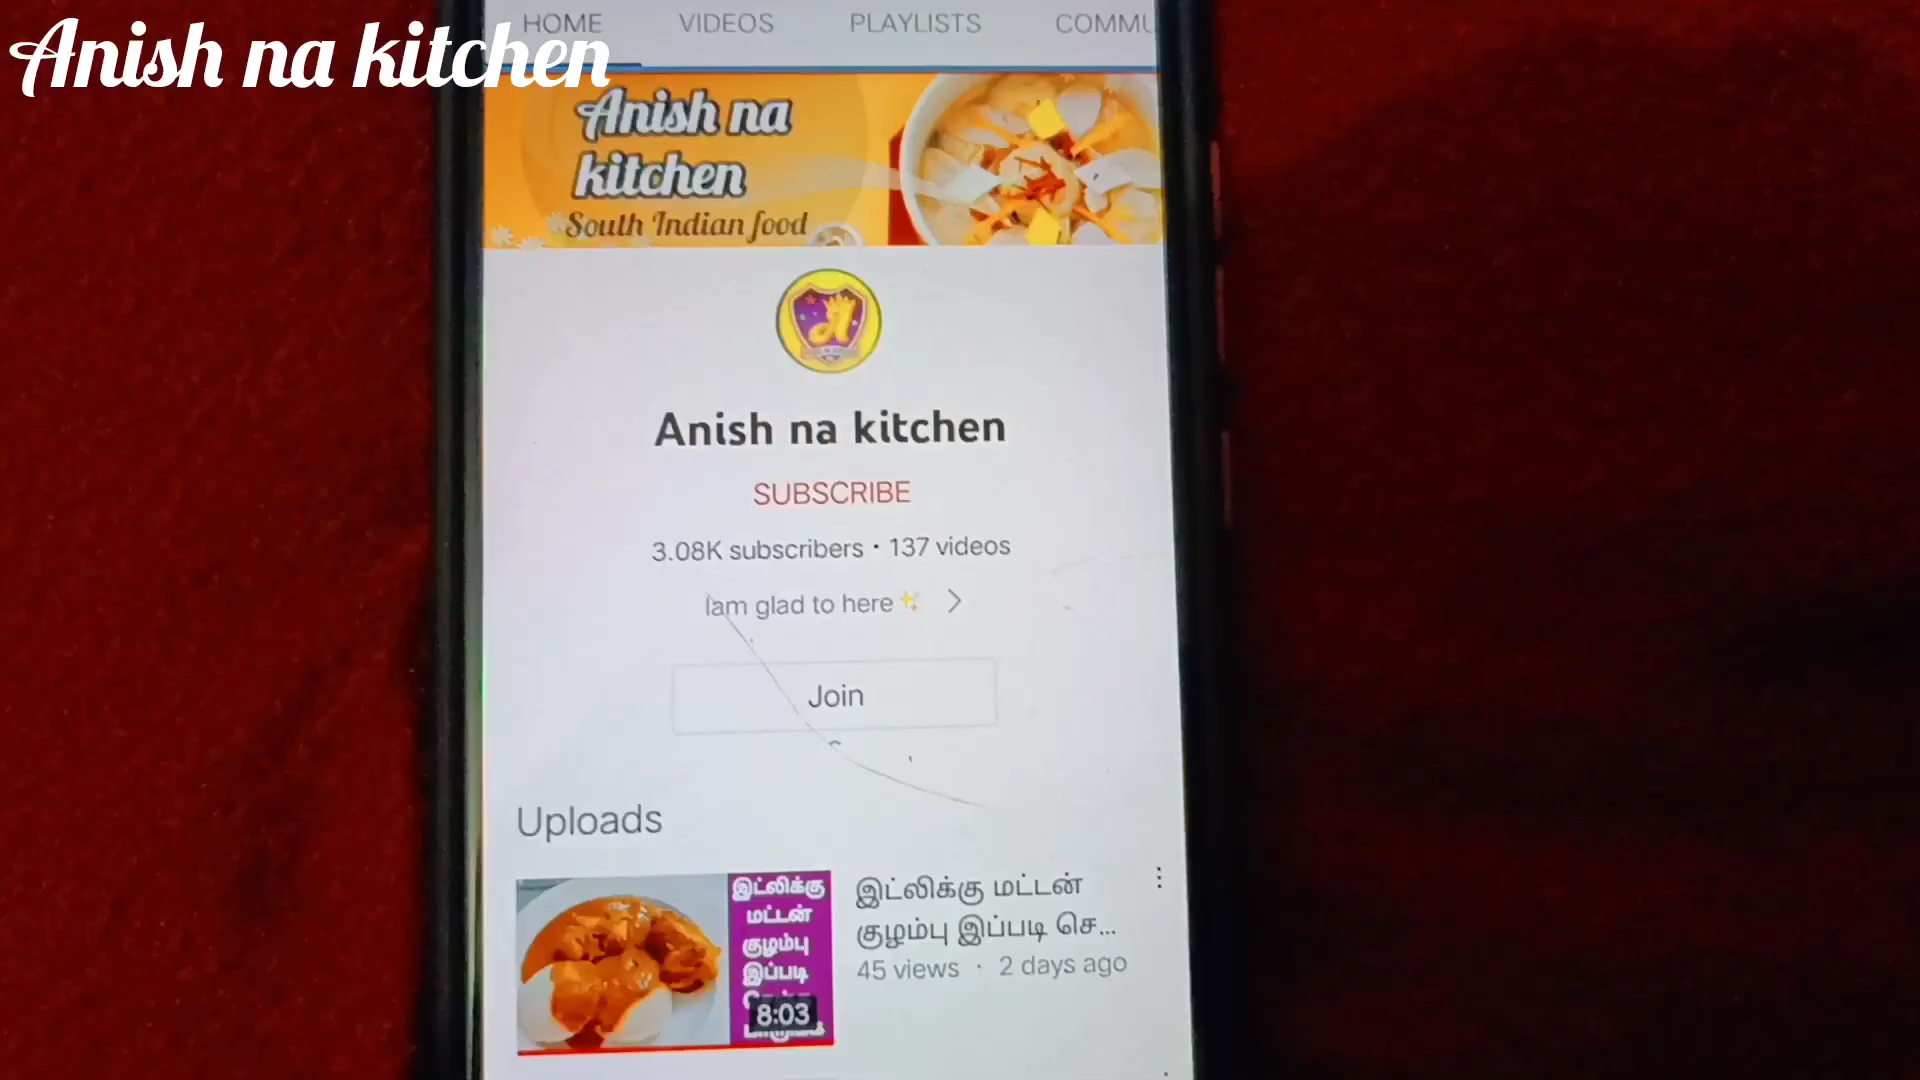 Anish na kitchen
HOME VIDEOS PLAYLISTS COMMU
Anish na
kitchen
South Indian food
Anish na kitchen
SUBSCRIBE
3.08K subscribers • 137 videos
Iam glad to here✨ >
Join
Uploads
இட்லிக்கு
மட்டன்
குழம்பு
இப்படி
8:03
இட்லிக்கு மட்டன்
குழம்பு இப்படி செ...
45 views · 2 days ago